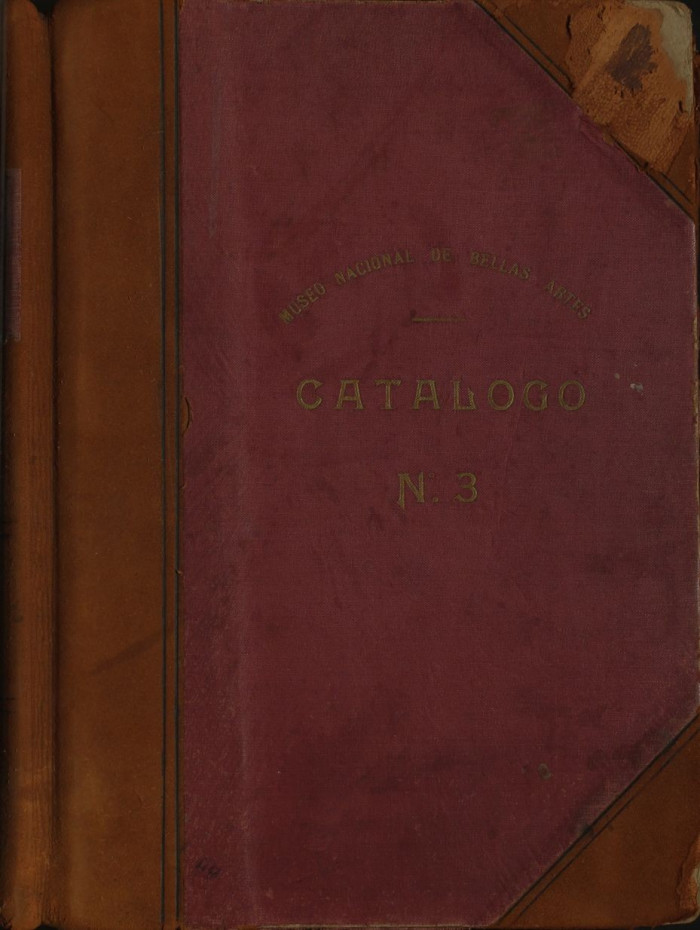 MUSEO NACIONAL DE BELLAS ARTES
CATALOGO
N. 3